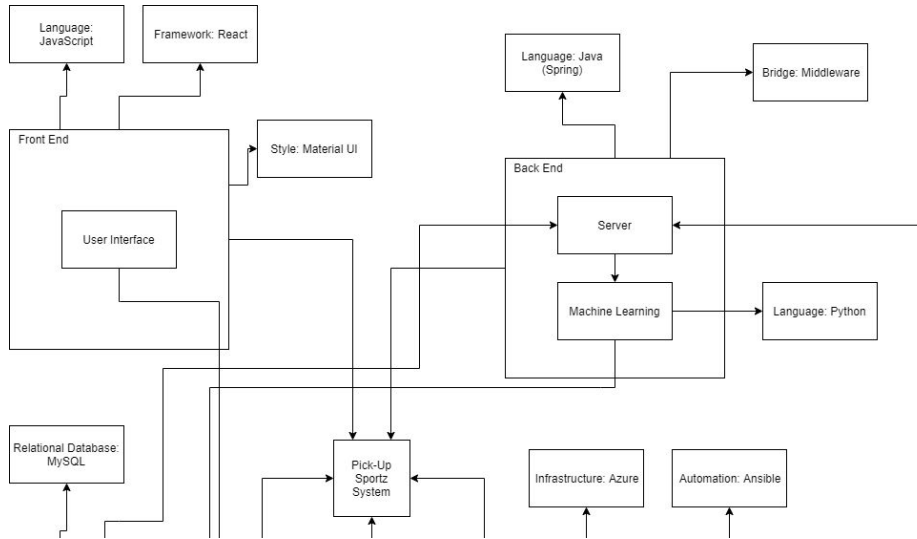 Language:
JavaScript
Framework: React
Language: Java
(Spring)
Bridge: Middleware
Front End
Style: Material UI
Back End
User Interface
Server
Machine Learning
Language: Python
Relational Database:
MySQL
Pick-Up
Sportz
System
Infrastructure: Azure
Automation: Ansible